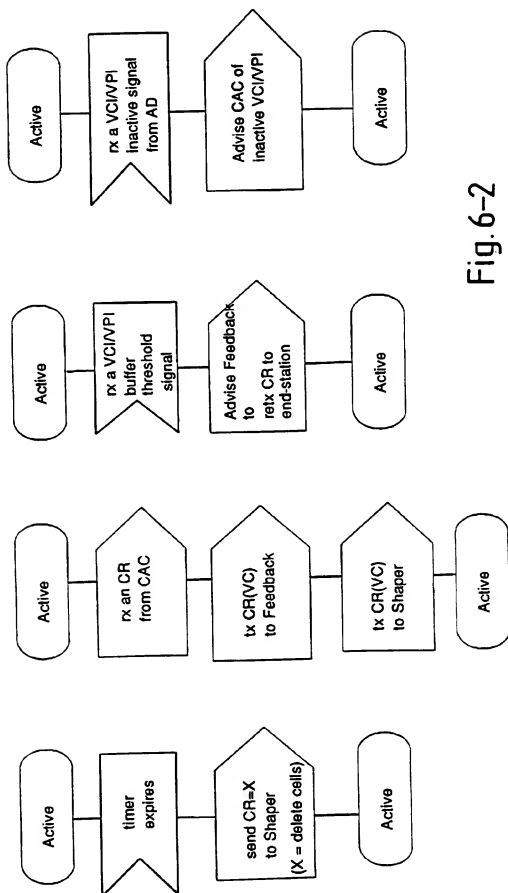 Active
timer
expires
send CR=X
to Shaper
(X = delete cells)
Active
Active
rx an CR
from CAC
tx CR(VC)
to Feedback
tx CR(VC)
to Shaper
Active
Active
rx a VCI/VPI
buffer
threshold
signal
Advise Feedback
to
retx CR to
end-station
Active
Active
rx a VCI/VPI
inactive signal
from AD
Advise CAC of
inactive VCI/VPI
Active
Fig. 6-2